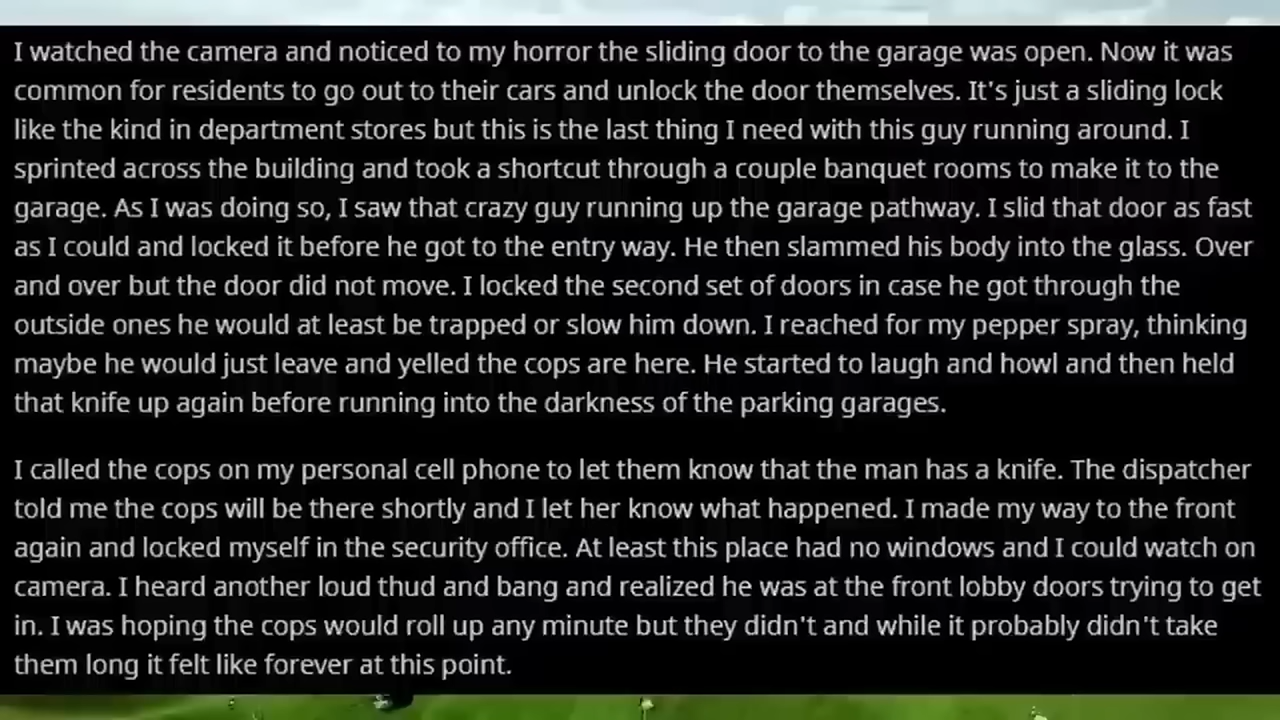 I watched the camera and noticed to my horror the sliding door to the garage was open. Now it was
common for residents to go out to their cars and unlock the door themselves. It's just a sliding lock
like the kind in department stores but this is the last thing I need with this guy running around. I
sprinted across the building and took a shortcut through a couple banquet rooms to make it to the
garage. As I was doing so, I saw that crazy guy running up the garage pathway. I slid that door as fast
as I could and locked it before he got to the entry way. He then slammed his body into the glass. Over
and over but the door did not move. I locked the second set of doors in case he got through the
outside ones he would at least be trapped or slow him down. I reached for my pepper spray, thinking
maybe he would just leave and yelled the cops are here. He started to laugh and howl and then held
that knife up again before running into the darkness of the parking garages.
I called the cops on my personal cell phone to let them know that the man has a knife. The dispatcher
told me the cops will be there shortly and I let her know what happened. I made my way to the front
again and locked myself in the security office. At least this place had no windows and I could watch on
camera. I heard another loud thud and bang and realized he was at the front lobby doors trying to get
in. I was hoping the cops would roll up any minute but they didn't and while it probably didn't take
them long it felt like forever at this point.